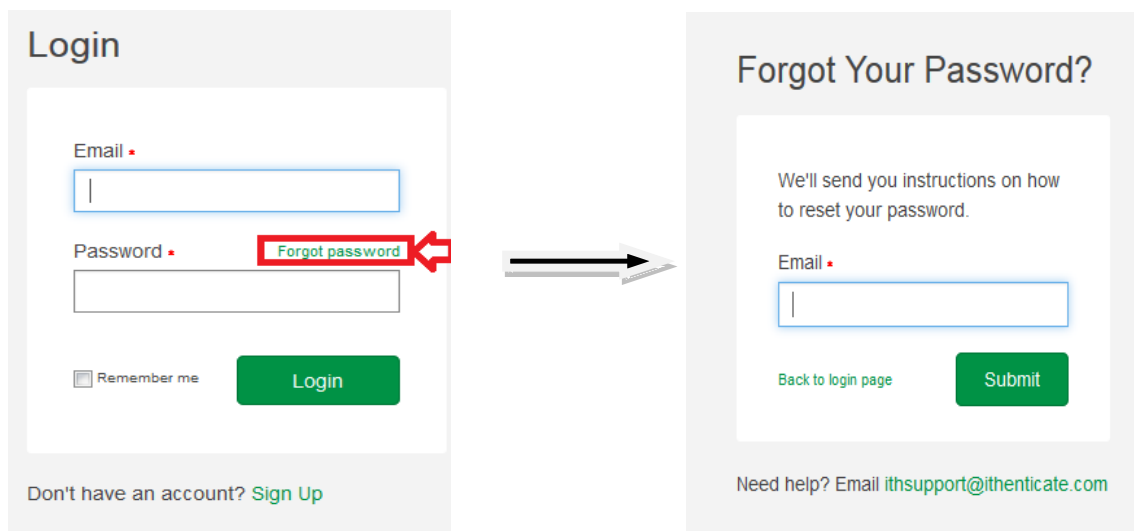 Login
Email *
Password *
Forgot password
Remember me
Login
Don't have an account? Sign Up
Forgot Your Password?
We'll send you instructions on how
to reset your password.
Email *
Back to login page
Submit
Need help? Email ithsupport@ithenticate.com